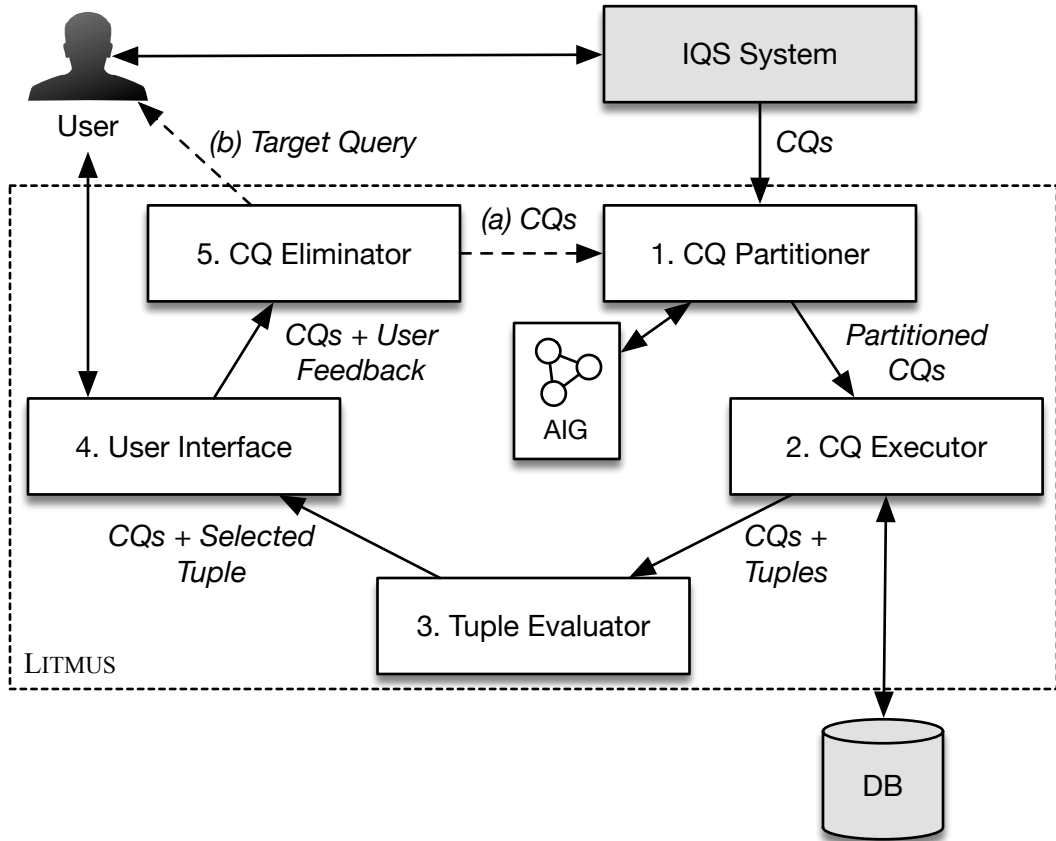 IQS System
User
(b) Target Query
CQs
(a) CQs
5. CQ Eliminator
1. CQ Partitioner
CQs + User
Feedback
Partitioned
CQs
AIG
4. User Interface
2. CQ Executor
CQs + Selected
Tuple
CQs +
Tuples
3. Tuple Evaluator
LITMUS
DB